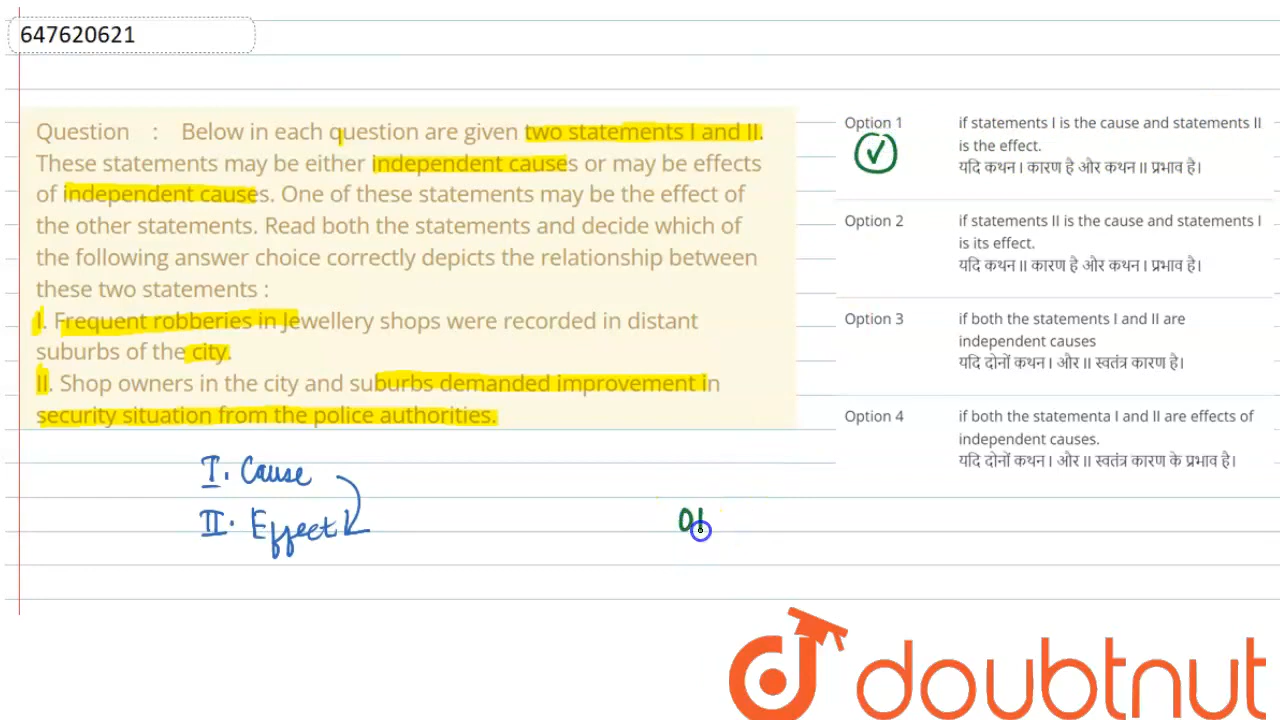 647620621
Question : Below in each question are given two statements I and II.
These statements may be either independent causes or may be effects
of independent causes. One of these statements may be the effect of
the other statements. Read both the statements and decide which of
the following answer choice correctly depicts the relationship between
these two statements :
I. Frequent robberies in Jewellery shops were recorded in distant
suburbs of the city.
II. Shop owners in the city and suburbs demanded improvement in
security situation from the police authorities.
I. Cause
II. Effect
Option 1 if statements I is the cause and statements II
is the effect.
यदि कथन I कारण है और कथन II प्रभाव है।
Option 2 if statements II is the cause and statements I
is its effect.
यदि कथन II कारण है और कथन I प्रभाव है।
Option 3 if both the statements I and II are
independent causes
यदि दोनों कथन I और II स्वतंत्र कारण है।
Option 4 if both the statementa I and II are effects of
independent causes.
यदि दोनों कथन I और II स्वतंत्र कारण के प्रभाव है।
doubtnut